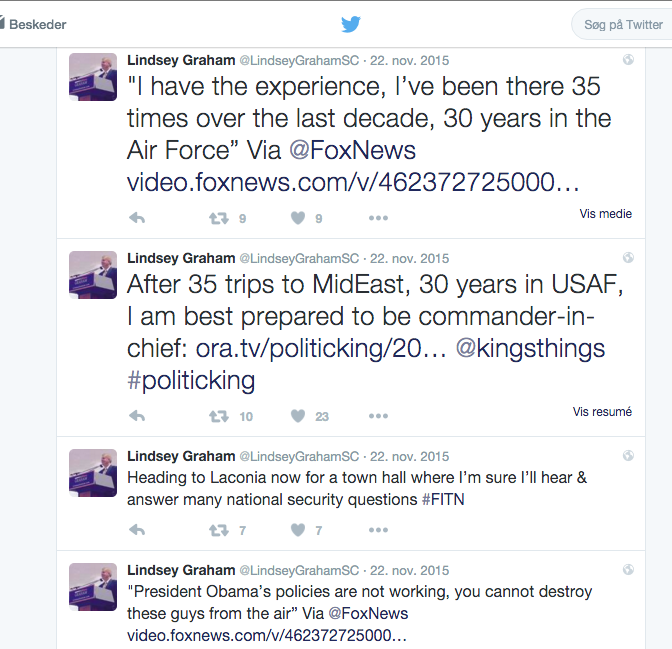 Beskeder
Søg på Twitter
Lindsey Graham @LindseyGrahamSC · 22. nov. 2015
"I have the experience, I’ve been there 35
times over the last decade, 30 years in the
Air Force” Via @FoxNews
video.foxnews.com/v/462372725000…
9 9
Vis medie
Lindsey Graham @LindseyGrahamSC · 22. nov. 2015
After 35 trips to MidEast, 30 years in USAF,
I am best prepared to be commander-in-
chief: ora.tv/politicking/20… @kingsthings
#politicking
10 23
Vis resumé
Lindsey Graham @LindseyGrahamSC · 22. nov. 2015
Heading to Laconia now for a town hall where I’m sure I’ll hear &
answer many national security questions #FITN
7 7
Lindsey Graham @LindseyGrahamSC · 22. nov. 2015
"President Obama’s policies are not working, you cannot destroy
these guys from the air” Via @FoxNews
video.foxnews.com/v/462372725000…